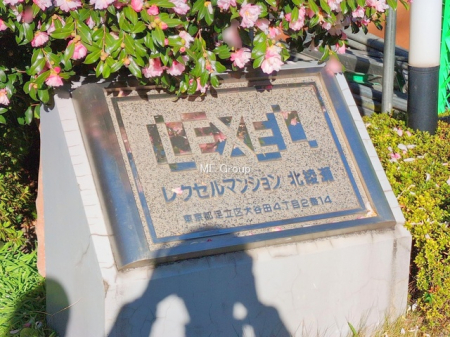 LEXEL
ME Group
レクセルマンション 北綾瀬
東京都足立区大谷田4丁目2番14